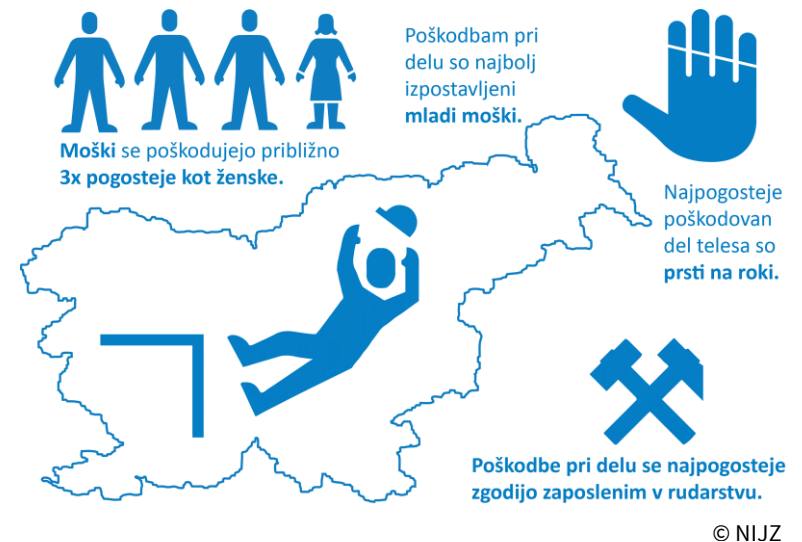 Moški se poškodujejo približno
3x pogosteje kot ženske.
Poškodbam pri
delu so najbolj
izpostavljeni
mladi moški.
Najpogosteje
poškodovan
del telesa so
prsti na roki.
Poškodbe pri delu se najpogosteje
zgodijo zaposlenim v rudarstvu.
© NIJZ